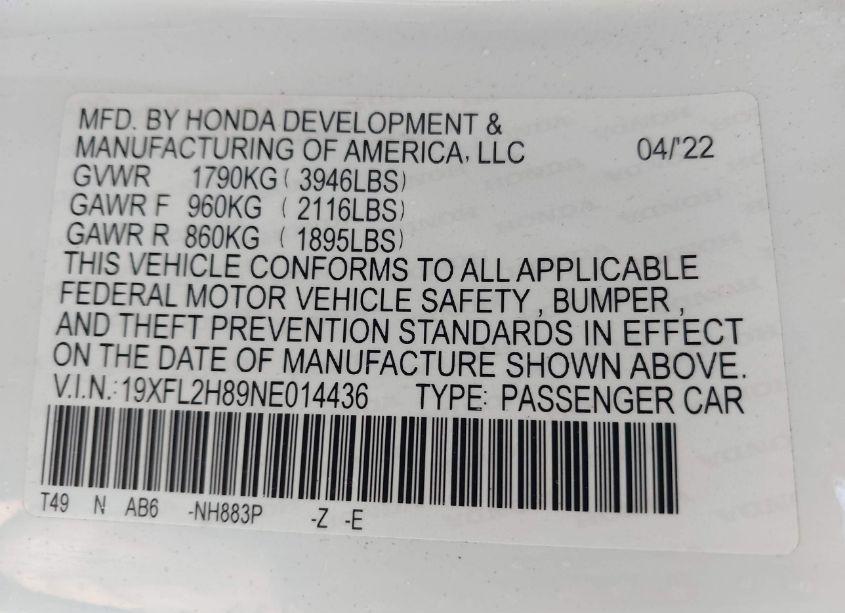 MFD. BY HONDA DEVELOPMENT &
MANUFACTURING OF AMERICA, LLC 04/'22
GVWR 1790KG ( 3946LBS)
GAWR F 960KG ( 2116LBS)
GAWR R 860KG ( 1895LBS)
THIS VEHICLE CONFORMS TO ALL APPLICABLE
FEDERAL MOTOR VEHICLE SAFETY , BUMPER ,
AND THEFT PREVENTION STANDARDS IN EFFECT
ON THE DATE OF MANUFACTURE SHOWN ABOVE.
V.I.N.: 19XFL2H89NE014436 TYPE: PASSENGER CAR
T49 N AB6 -NH883P -Z -E